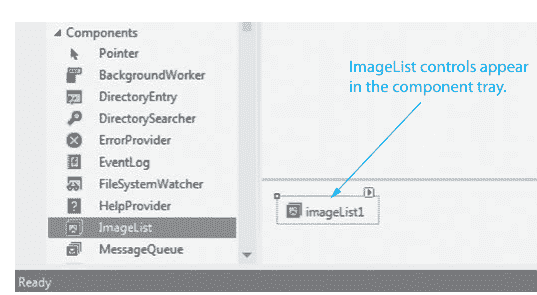 Components
Pointer
BackgroundWorker
DirectoryEntry
DirectorySearcher
ErrorProvider
EventLog
FileSystemWatcher
HelpProvider
ImageList
MessageQueue
ImageList controls appear
in the component tray.
imageList1
Ready